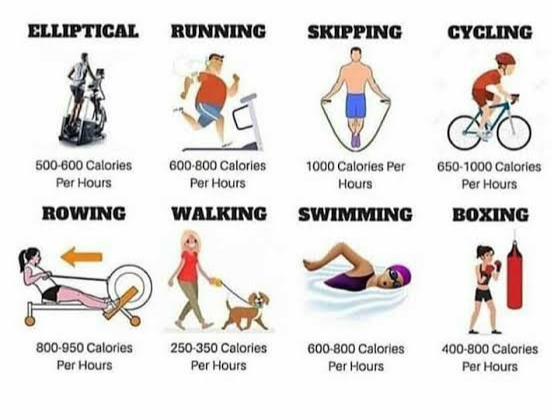 ELLIPTICAL
500-600 Calories
Per Hours
RUNNING
600-800 Calories
Per Hours
SKIPPING
1000 Calories Per
Hours
CYCLING
650-1000 Calories
Per Hours
ROWING
800-950 Calories
Per Hours
WALKING
250-350 Calories
Per Hours
SWIMMING
600-800 Calories
Per Hours
BOXING
400-800 Calories
Per Hours